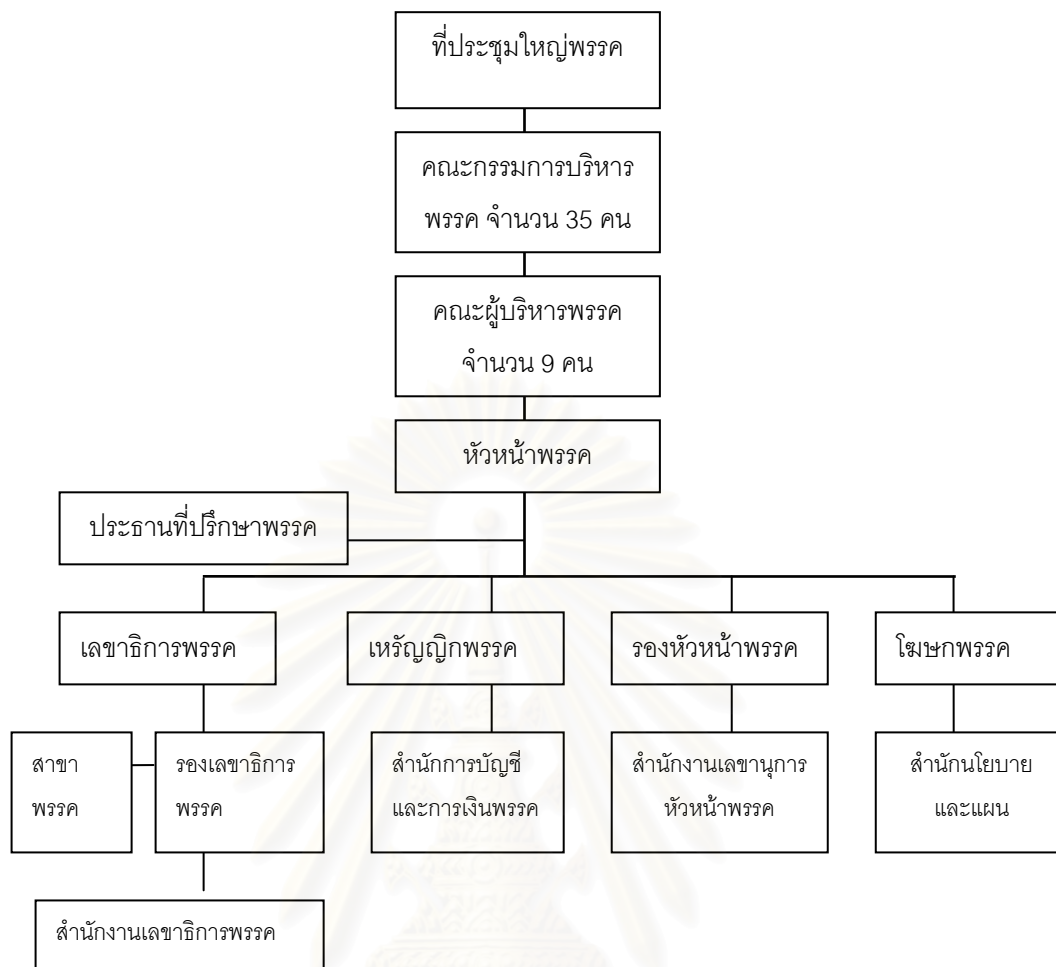 ที่ประชุมใหญ่พรรค
คณะกรรมการบริหาร
พรรค จำนวน 35 คน
คณะผู้บริหารพรรค
จำนวน 9 คน
หัวหน้าพรรค
ประธานที่ปรึกษาพรรค
เลขาธิการพรรค
เหรัญญิกพรรค
รองหัวหน้าพรรค
โฆษกพรรค
สาขา
พรรค
รองเลขาธิการ
พรรค
สำนักการบัญชี
และการเงินพรรค
สำนักงานเลขานุการ
หัวหน้าพรรค
สำนักนโยบาย
และแผน
สำนักงานเลขาธิการพรรค